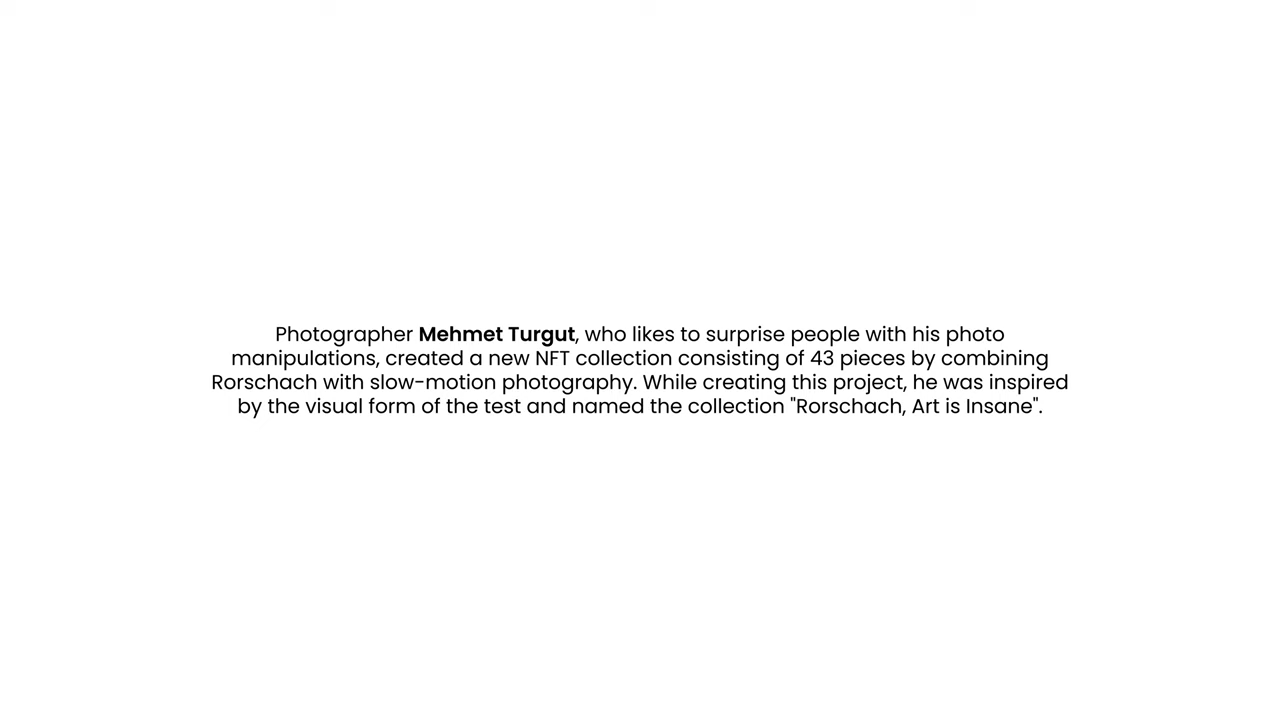 Photographer Mehmet Turgut, who likes to surprise people with his photo
manipulations, created a new NFT collection consisting of 43 pieces by combining
Rorschach with slow-motion photography. While creating this project, he was inspired
by the visual form of the test and named the collection "Rorschach, Art is Insane".